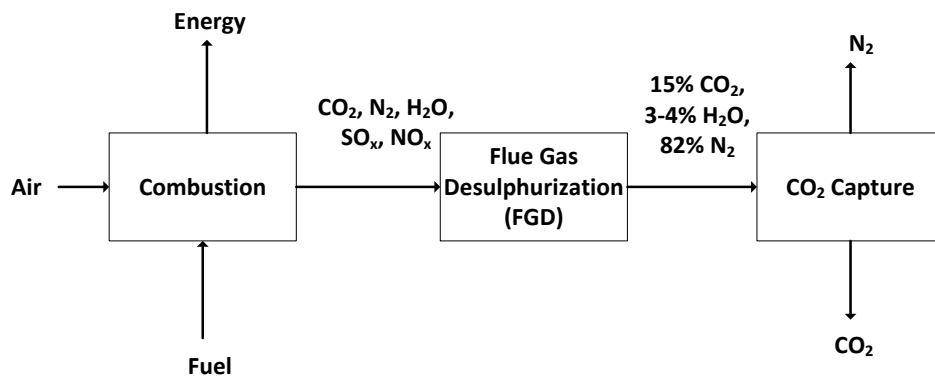 Energy
N₂
CO₂, N₂, H₂O,
SOₓ, NOₓ
15% CO₂,
3-4% H₂O,
82% N₂
Air
Combustion
Flue Gas
Desulphurization
(FGD)
CO₂ Capture
Fuel
CO₂